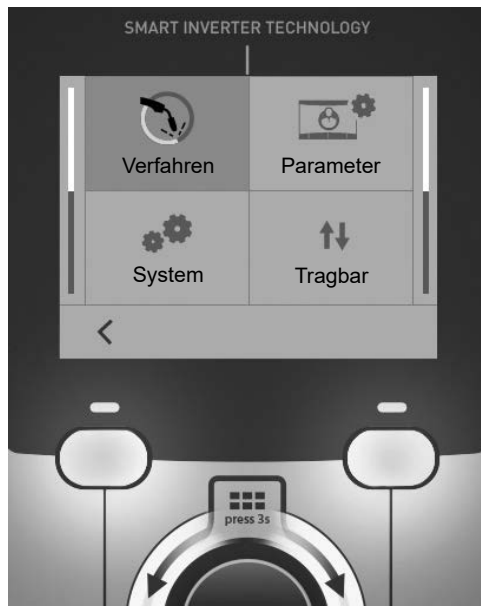 SMART INVERTER TECHNOLOGY
Verfahren
Parameter
System
Tragbar
press 3s